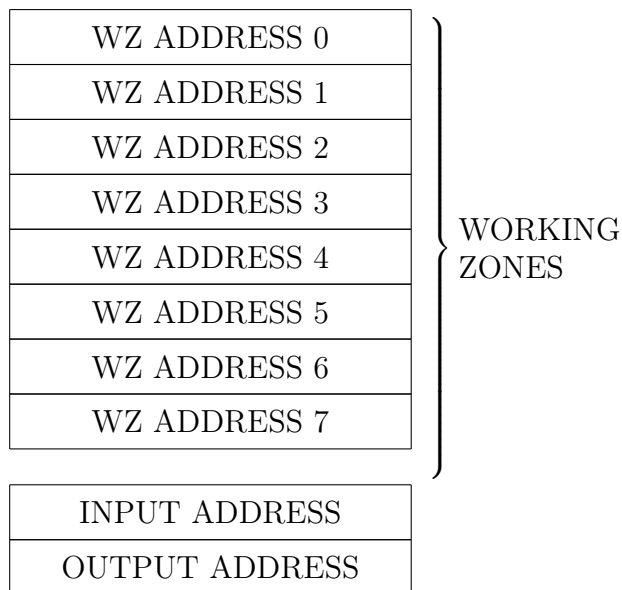 WZ ADDRESS 0
WZ ADDRESS 1
WZ ADDRESS 2
WZ ADDRESS 3
WZ ADDRESS 4
WZ ADDRESS 5
WZ ADDRESS 6
WZ ADDRESS 7
WORKING
ZONES
INPUT ADDRESS
OUTPUT ADDRESS